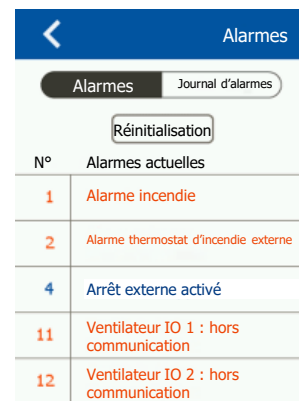 Alarmes
Alarmes
Journal d'alarmes
Réinitialisation
N°
Alarmes actuelles
1
Alarme incendie
2
Alarme thermostat d'incendie externe
4
Arrêt externe activé
11
Ventilateur IO 1 : hors
communication
12
Ventilateur IO 2 : hors
communication